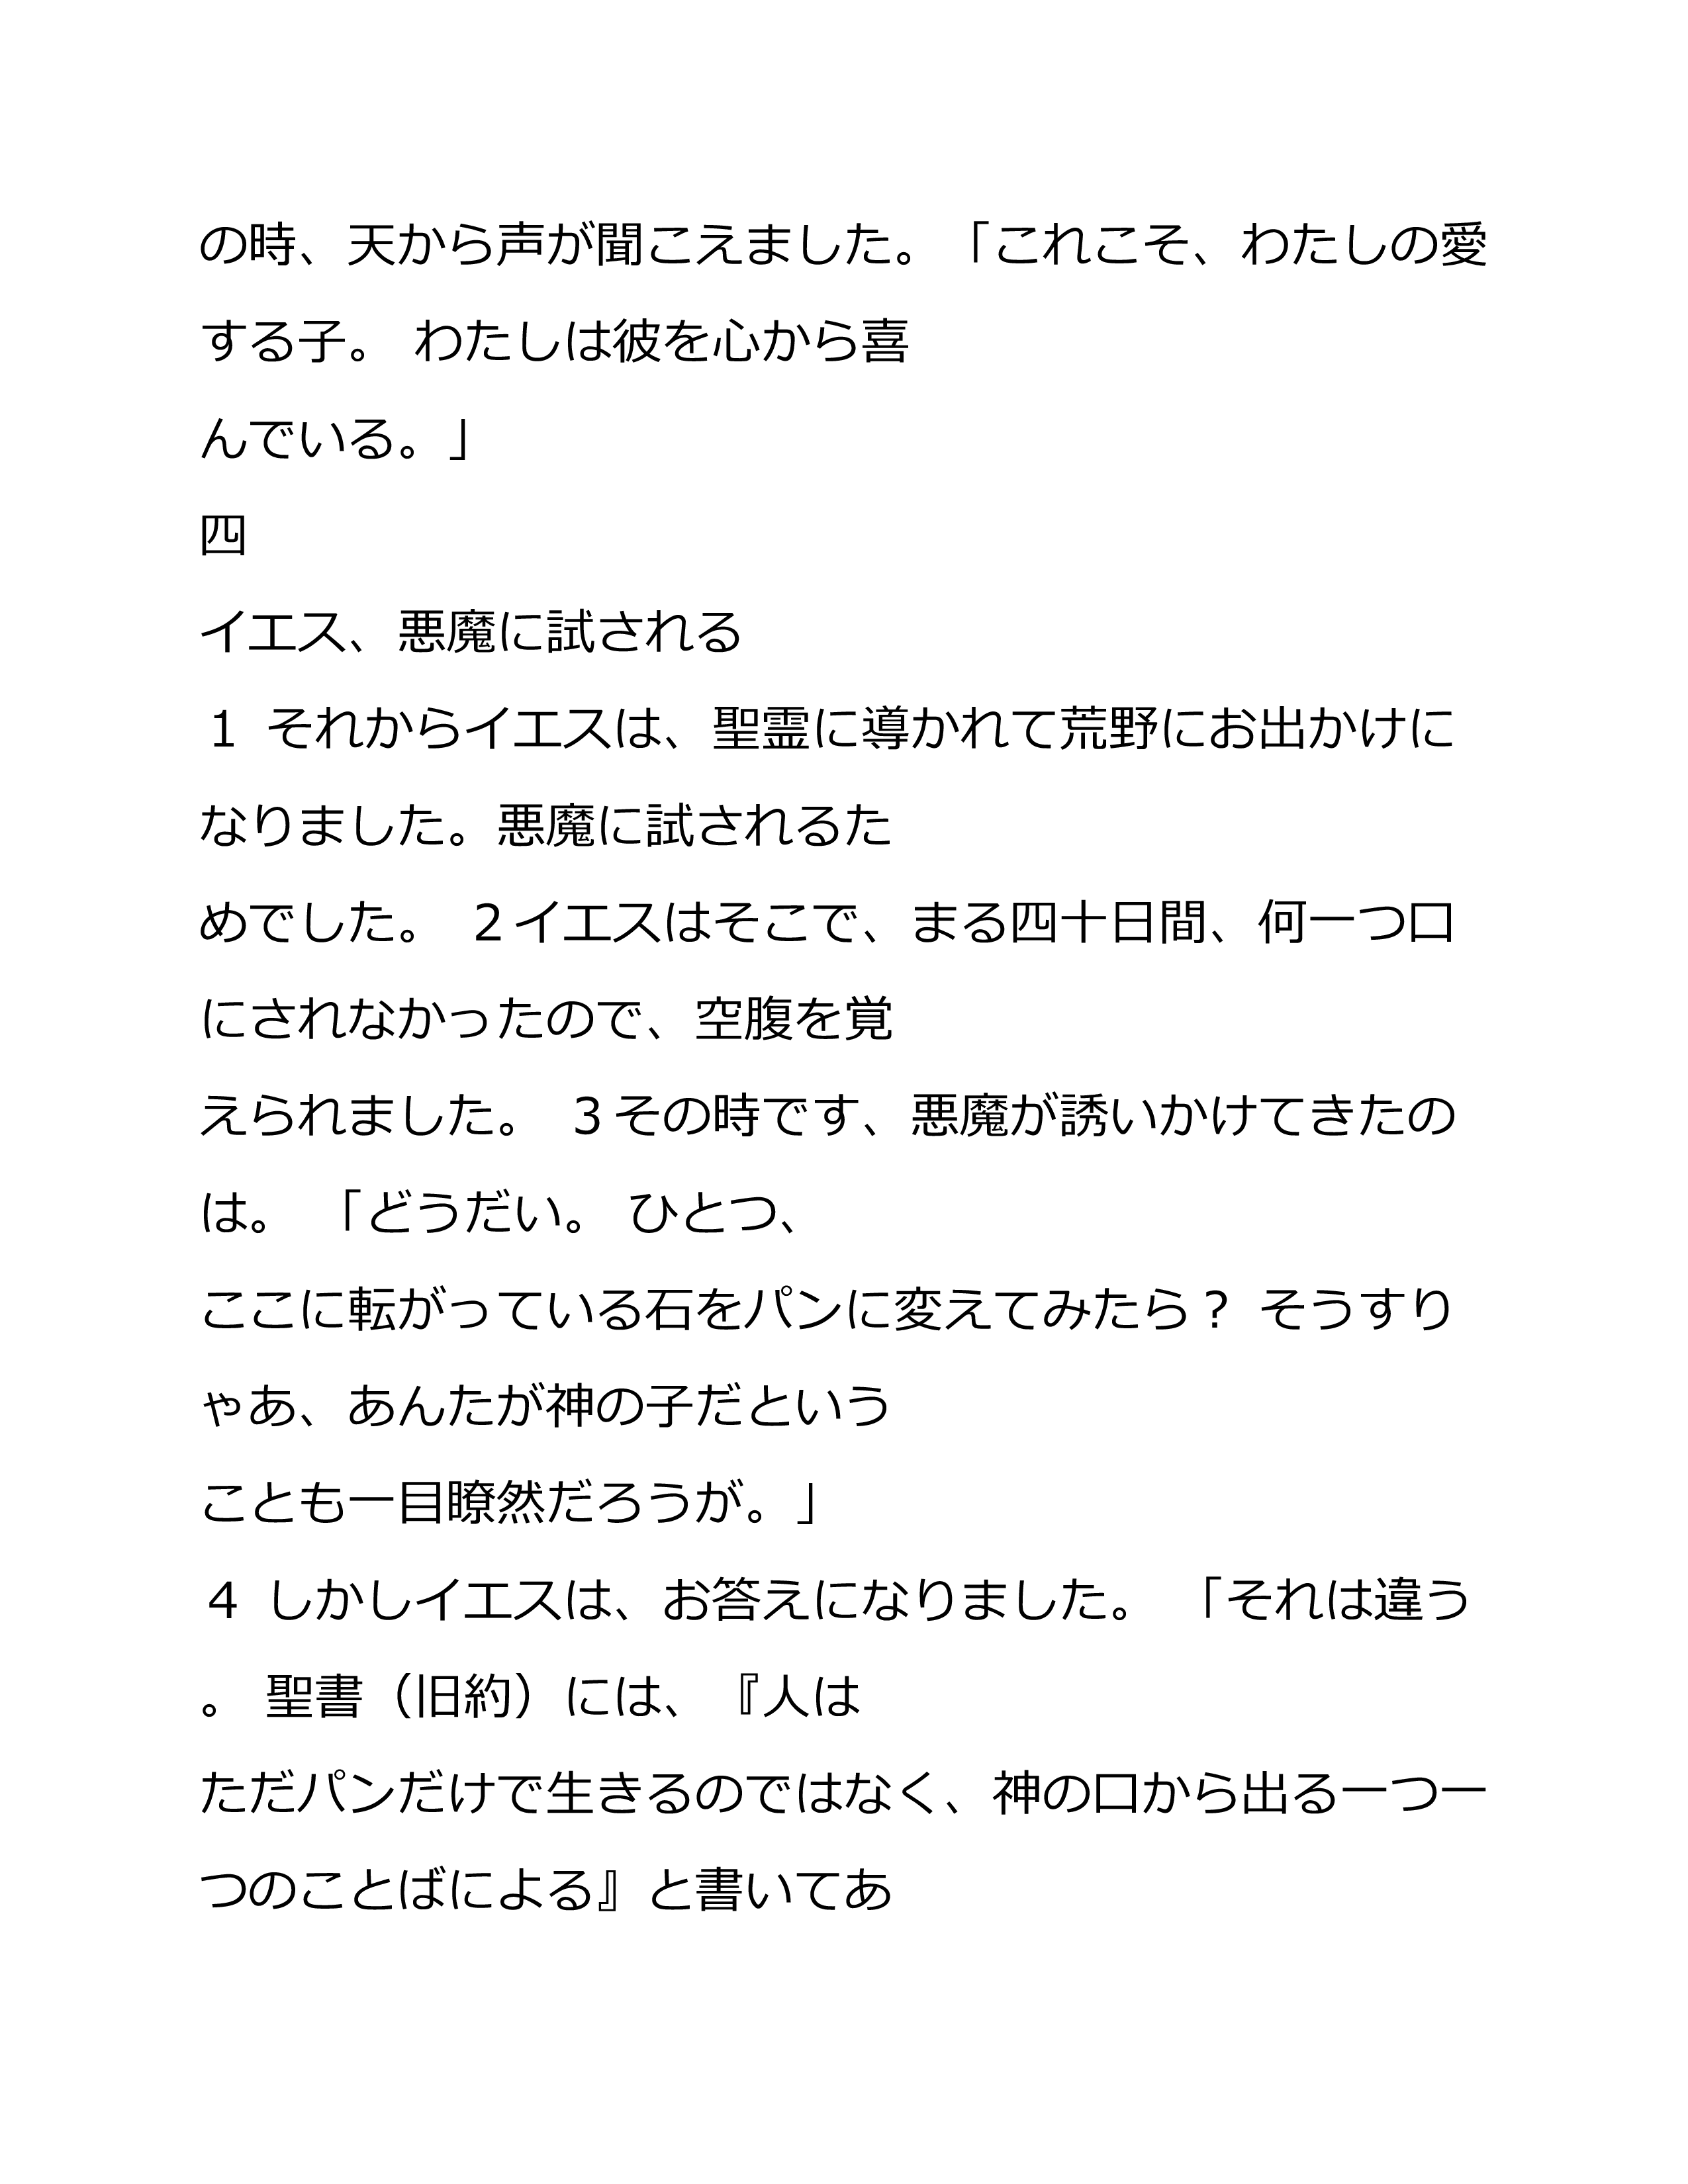 の時、天から声が聞こえました。「これこそ、わたしの愛
する子。 わたしは彼を心から喜
んでいる。」
四
イエス、悪魔に試される
１ それからイエスは、聖霊に導かれて荒野にお出かけに
なりました。悪魔に試されるた
めでした。 ２イエスはそこで、まる四十日間、何一つ口
にされなかったので、空腹を覚
えられました。 ３その時です、悪魔が誘いかけてきたの
は。 「どうだい。 ひとつ、
ここに転がっている石をパンに変えてみたら？ そうすり
ゃあ、あんたが神の子だという
ことも一目瞭然だろうが。」
４ しかしイエスは、お答えになりました。 「それは違う
。 聖書（旧約）には、『人は
ただパンだけで生きるのではなく、神の口から出る一つ一
つのことばによる』と書いてあ